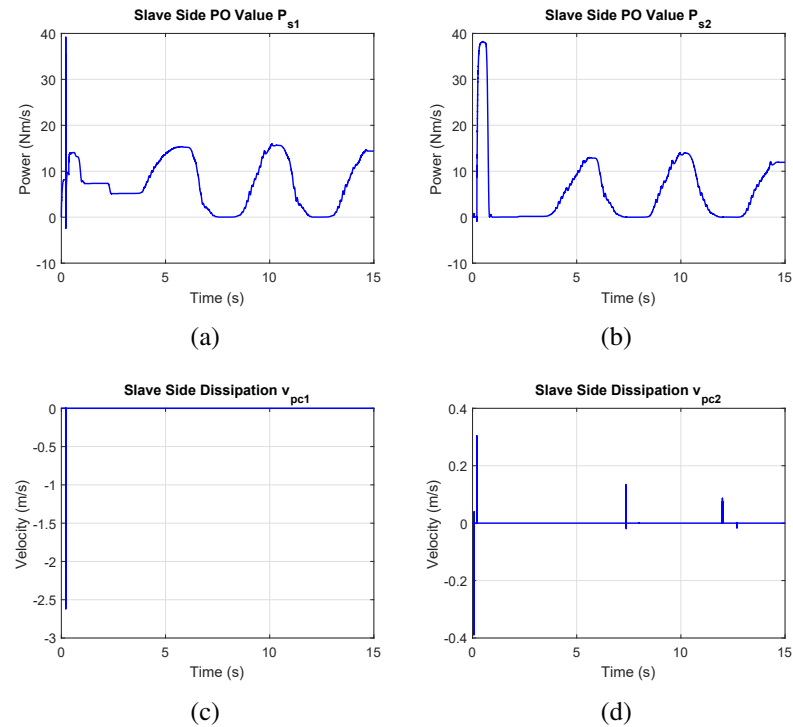 Slave Side PO Value P_s1
40
30
20
10
0
-10
Power (Nm/s)
0 5 10 15
Time (s)
(a)
Slave Side PO Value P_s2
40
30
20
10
0
-10
Power (Nm/s)
0 5 10 15
Time (s)
(b)
Slave Side Dissipation v_pc1
0
-0.5
-1
-1.5
-2
-2.5
-3
Velocity (m/s)
0 5 10 15
Time (s)
(c)
Slave Side Dissipation v_pc2
0.4
0.2
0
-0.2
-0.4
Velocity (m/s)
0 5 10 15
Time (s)
(d)